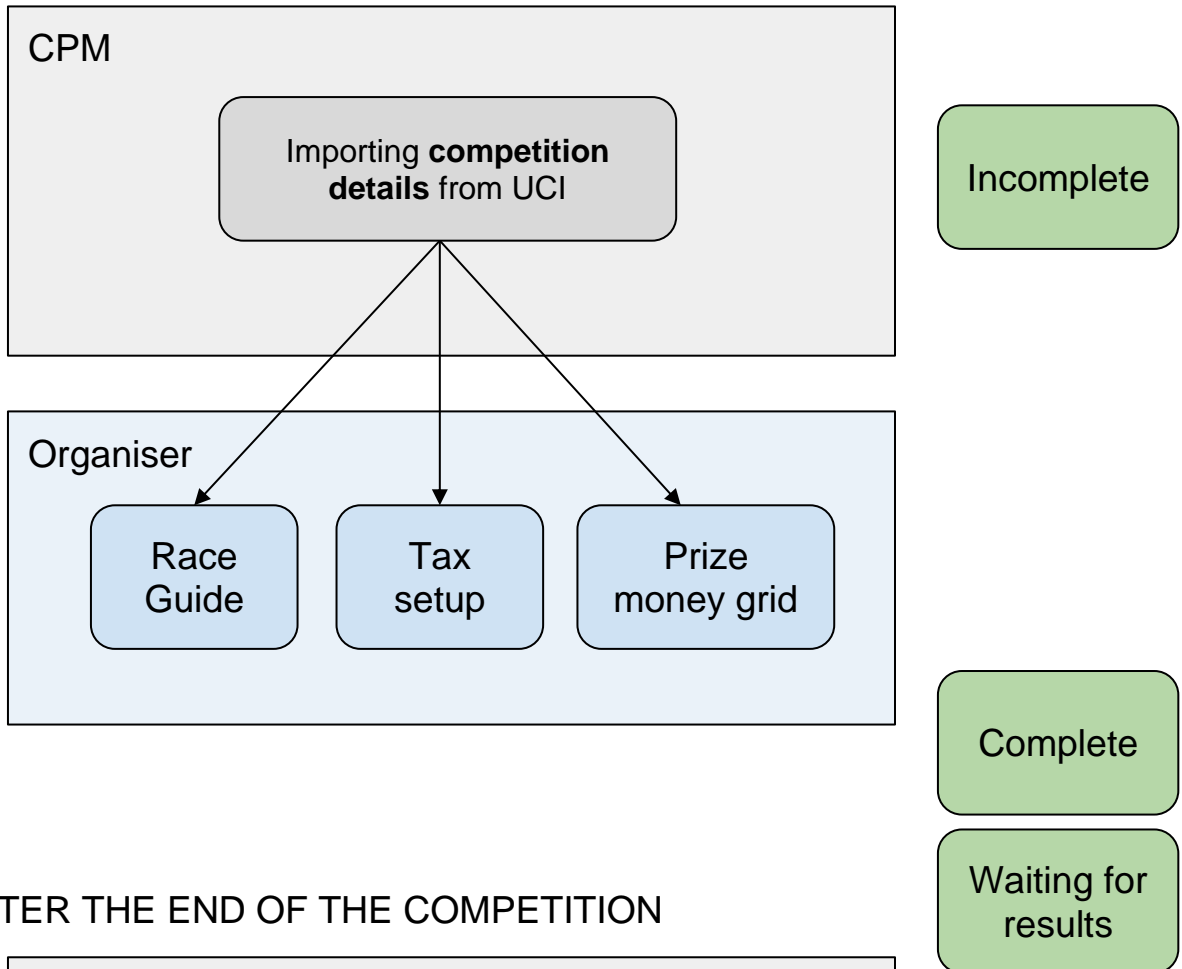 CPM
Importing competition
details from UCI
Incomplete
Organiser
Race
Guide
Tax
setup
Prize
money grid
Complete
Waiting for
results
TER THE END OF THE COMPETITION